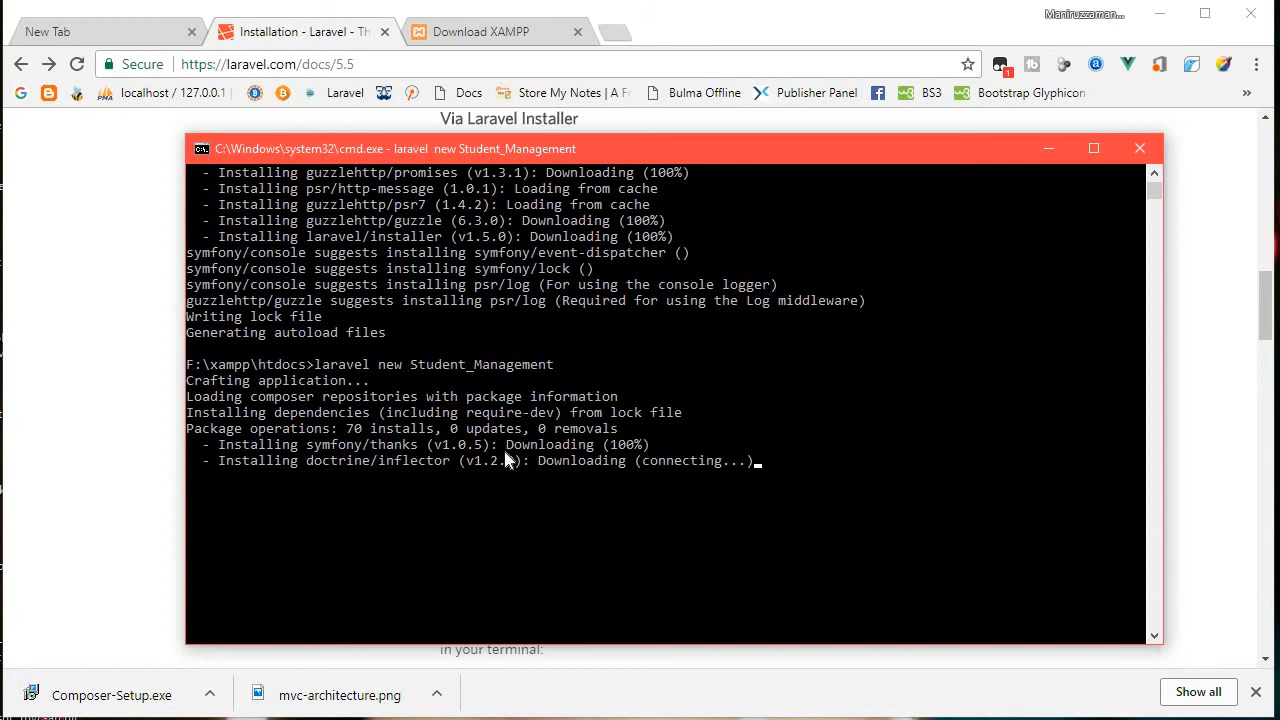 Maniruzzaman...
New Tab
Installation - Laravel - Th
Download XAMPP
Secure
https://laravel.com/docs/5.5
1
localhost / 127.0.0.1
Laravel
Docs
Store My Notes | A F
Bulma Offline
Publisher Panel
BS3
Bootstrap Glyphicon
»
Via Laravel Installer
C:\Windows\system32\cmd.exe - laravel new Student_Management
- Installing guzzlehttp/promises (v1.3.1): Downloading (100%)
- Installing psr/http-message (1.0.1): Loading from cache
- Installing guzzlehttp/psr7 (1.4.2): Loading from cache
- Installing guzzlehttp/guzzle (6.3.0): Downloading (100%)
- Installing laravel/installer (v1.5.0): Downloading (100%)
symfony/console suggests installing symfony/event-dispatcher ()
symfony/console suggests installing symfony/lock ()
symfony/console suggests installing psr/log (For using the console logger)
guzzlehttp/guzzle suggests installing psr/log (Required for using the Log middleware)
Writing lock file
Generating autoload files
F:\xampp\htdocs>laravel new Student_Management
Crafting application...
Loading composer repositories with package information
Installing dependencies (including require-dev) from lock file
Package operations: 70 installs, 0 updates, 0 removals
- Installing symfony/thanks (v1.0.5): Downloading (100%)
- Installing doctrine/inflector (v1.2. ): Downloading (connecting...)
in your terminal:
Composer-Setup.exe
mvc-architecture.png
Show all